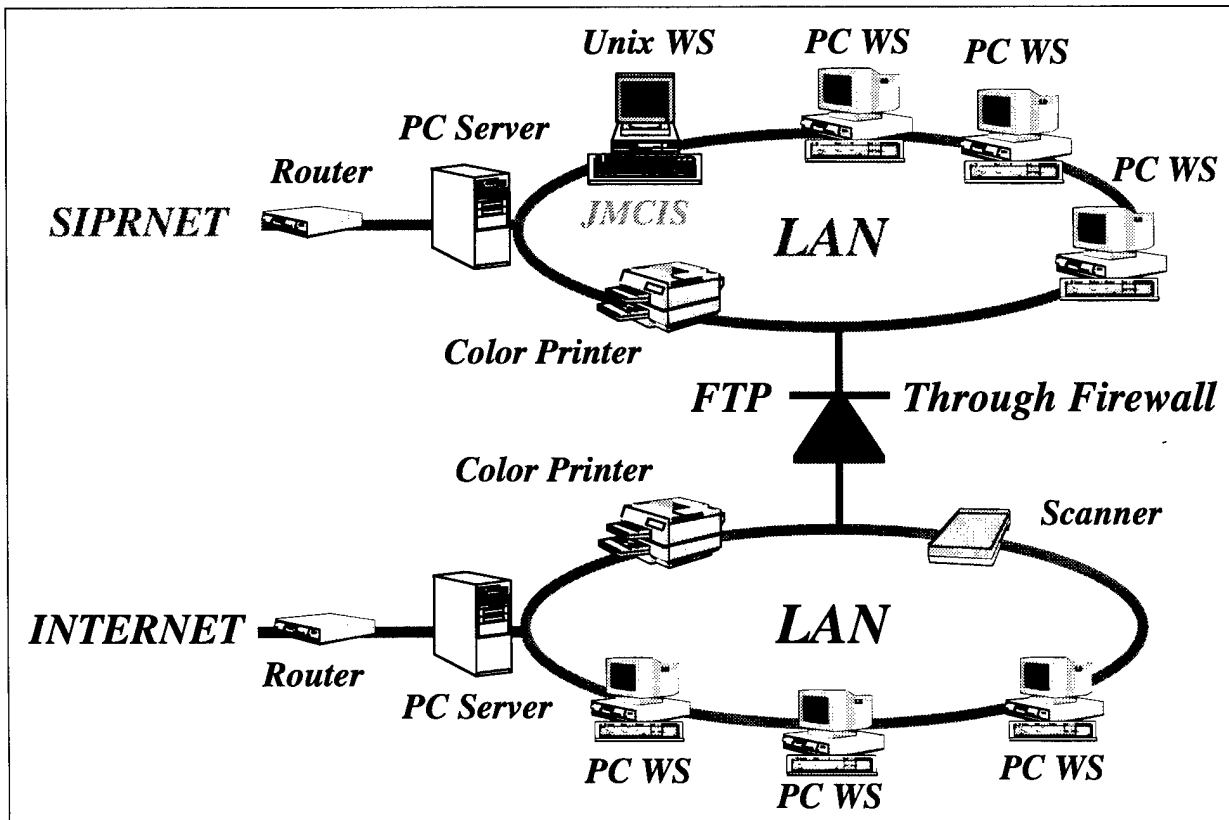 Unix WS
PC WS
PC WS
PC Server
Router
PC WS
SIPRNET
JMCIS
LAN
Color Printer
FTP
Through Firewall
Color Printer
Scanner
INTERNET
LAN
Router
PC Server
PC WS
PC WS
PC WS